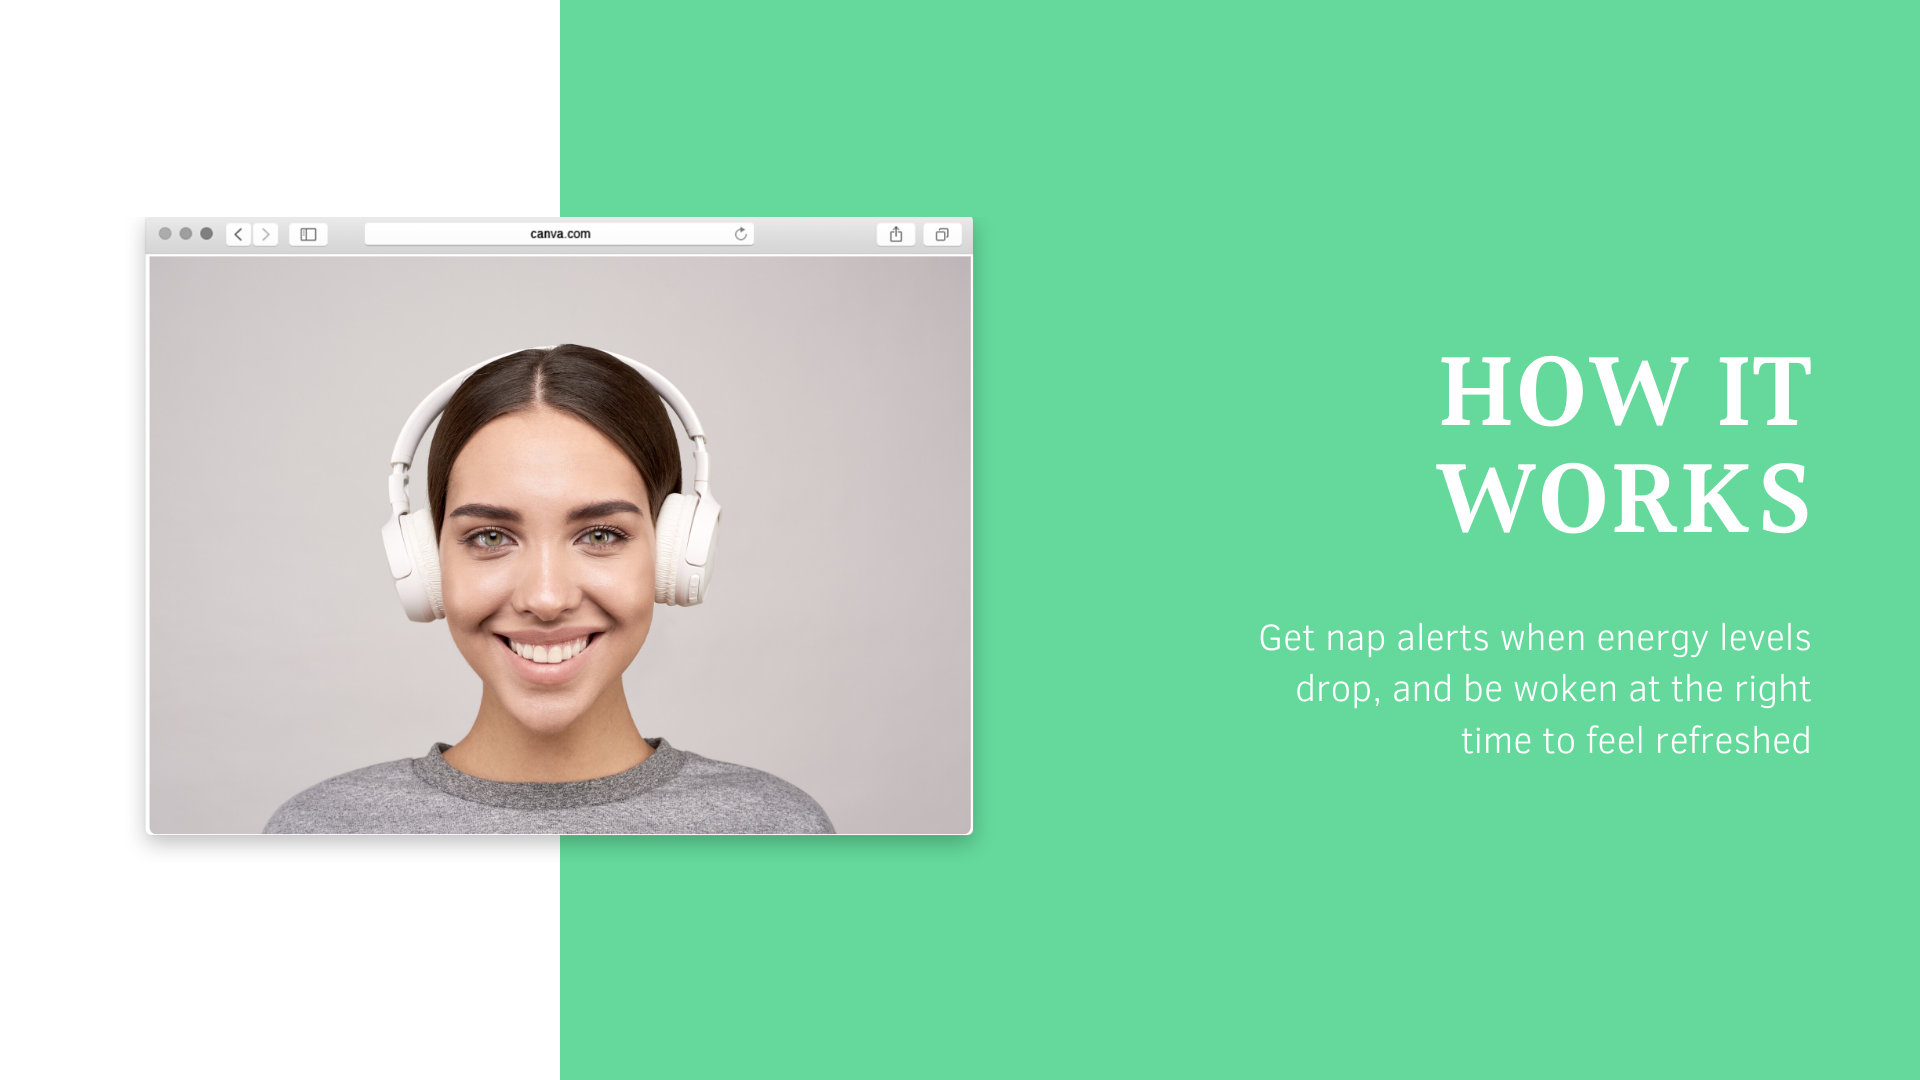 canva.com
HOW IT
WORKS
Get nap alerts when energy levels
drop, and be woken at the right
time to feel refreshed